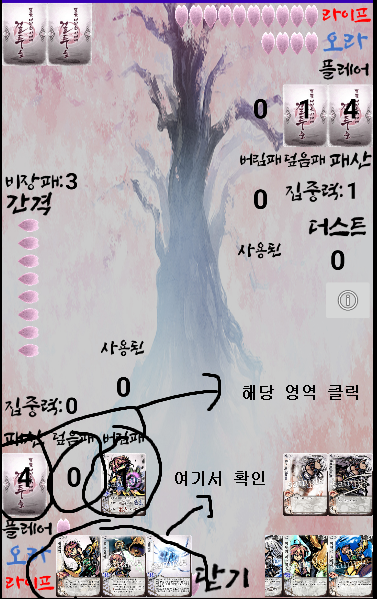 라이프
오라
플레어
0 1 4
버림패 덮음패 패산
비장패:3
간격
0
집중력:1
더스트
사용된
0
사용된
0
집중력:0
해당 영역 클릭
패산 덮음패 버림패
4 0
여기서 확인
플레어
오라
라이프
닫기